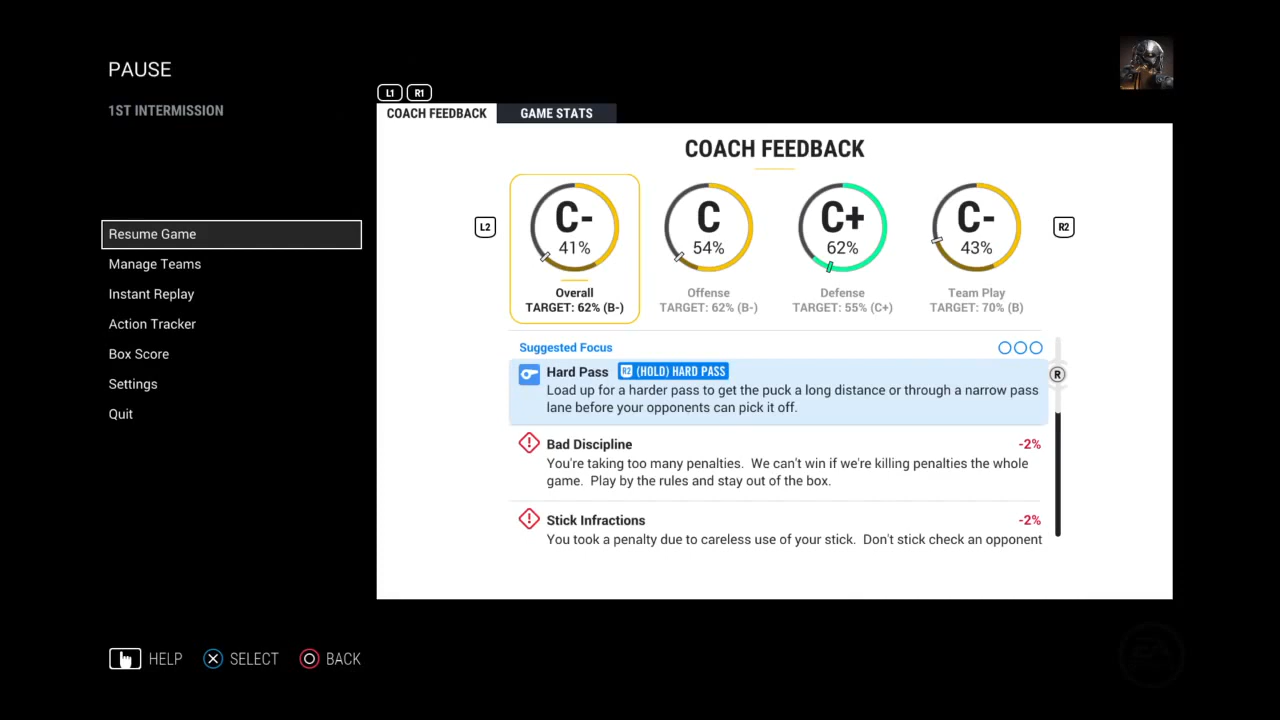 PAUSE
1ST INTERMISSION
L1 R1
COACH FEEDBACK GAME STATS
COACH FEEDBACK
L2 C- 41% C 54% C+ 62% C- 43% R2
Overall Offense Defense Team Play
TARGET: 62% (B-) TARGET: 62% (B-) TARGET: 55% (C+) TARGET: 70% (B)
Resume Game
Manage Teams
Instant Replay
Action Tracker
Box Score
Settings
Quit
Suggested Focus
Hard Pass R2 (HOLD) HARD PASS
R
Load up for a harder pass to get the puck a long distance or through a narrow pass
lane before your opponents can pick it off.
Bad Discipline -2%
You're taking too many penalties. We can't win if we're killing penalties the whole
game. Play by the rules and stay out of the box.
Stick Infractions -2%
You took a penalty due to careless use of your stick. Don't stick check an opponent
HELP SELECT BACK
EA